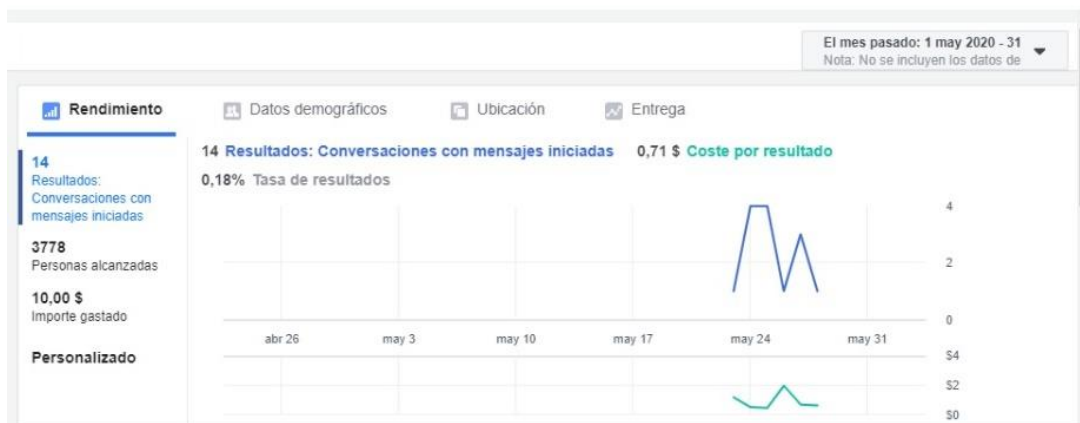 El mes pasado: 1 may 2020 - 31
Nota: No se incluyen los datos de
Rendimiento
Datos demográficos
Ubicación
Entrega
14
Resultados:
Conversaciones con
mensajes iniciadas
3778
Personas alcanzadas
10,00 $
Importe gastado
Personalizado
14 Resultados: Conversaciones con mensajes iniciadas 0,71 $ Coste por resultado
0,18% Tasa de resultados
4
2
0
abr 26 may 3 may 10 may 17 may 24 may 31
$4
$2
$0